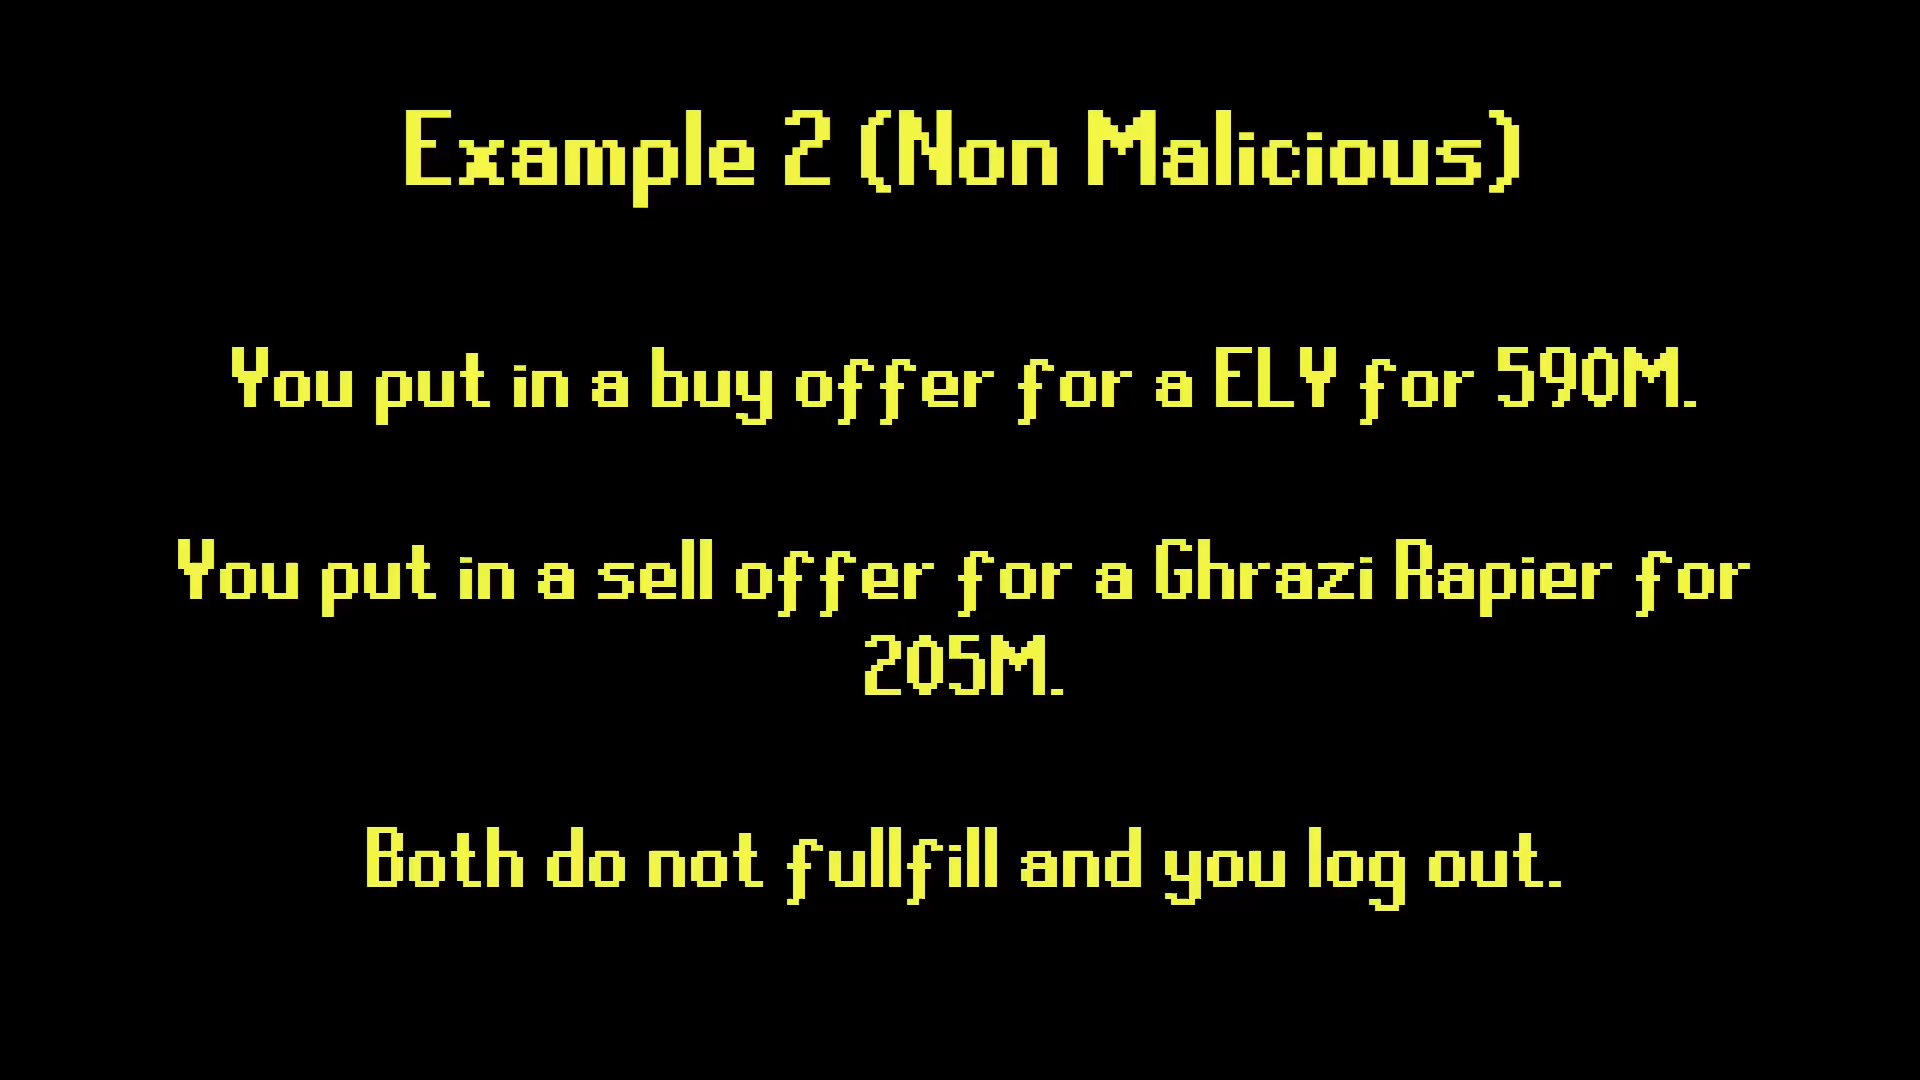 Example 2 (Non Malicious)
You put in a buy offer for a ELY for 590M.
You put in a sell offer for a Ghrazi Rapier for
205M.
Both do not fullfill and you log out.